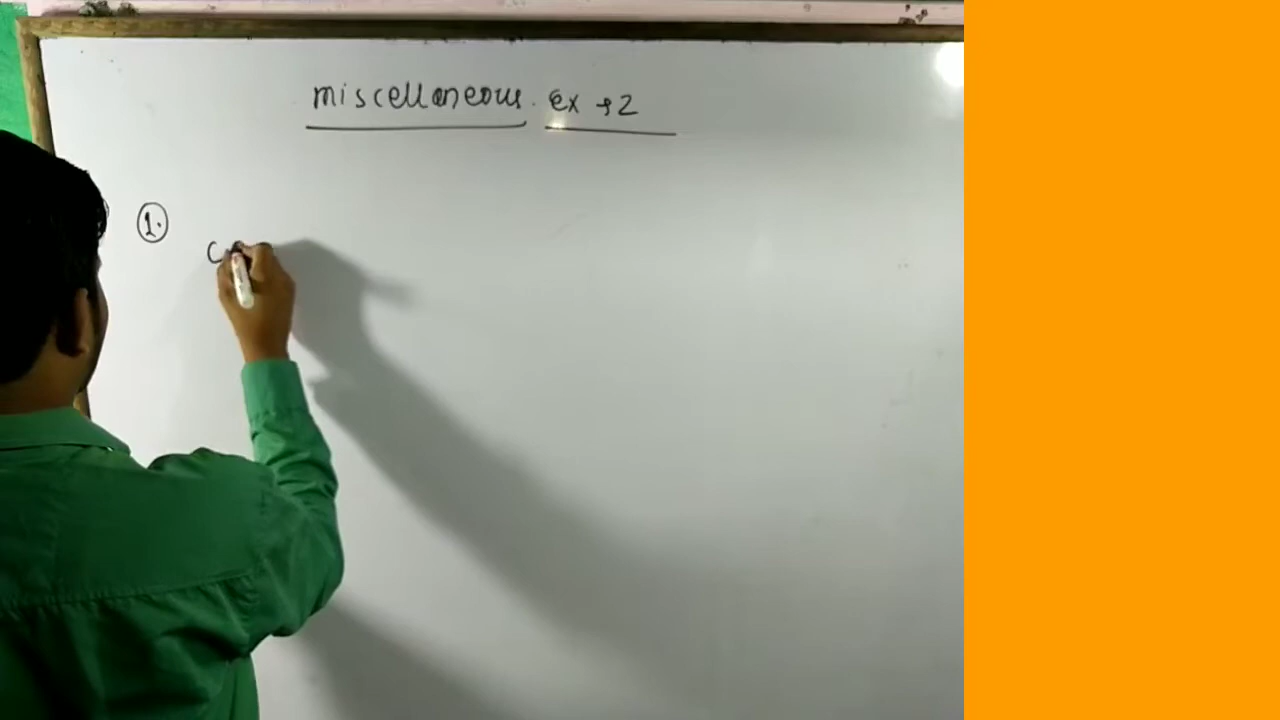 miscellaneous. ex → 2
1.